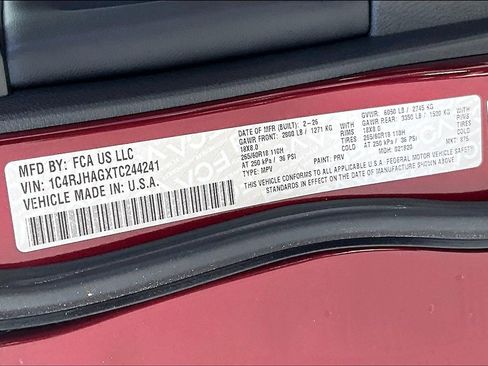 MFD BY: FCA US LLC
VIN: 1C4RJHAGXTC244241
VEHICLE MADE IN: U.S.A.
DATE OF MFR (BUILT): 2-26
GAWR FRONT: 2800 LB / 1271 KG
18X8.0
265/60R18 110H
AT 250 kPa / 36 PSI
TYPE: MPV
PAINT: PRV
GVWR: 6050 LB / 2745 KG
GAWR REAR: 3350 LB / 1520 KG WITH
18X8.0 TIRES
265/60R18 110H RIMS
AT 250 kPa / 36 PSI COLD
MDH: 021820
TRIM: 875
THIS VEHICLE CONFORMS TO ALL APPLICABLE U.S.A. FEDERAL MOTOR VEHICLE SAFETY
STANDARDS IN EFFECT ON THE DATE OF MANUFACTURE SHOWN ABOVE.